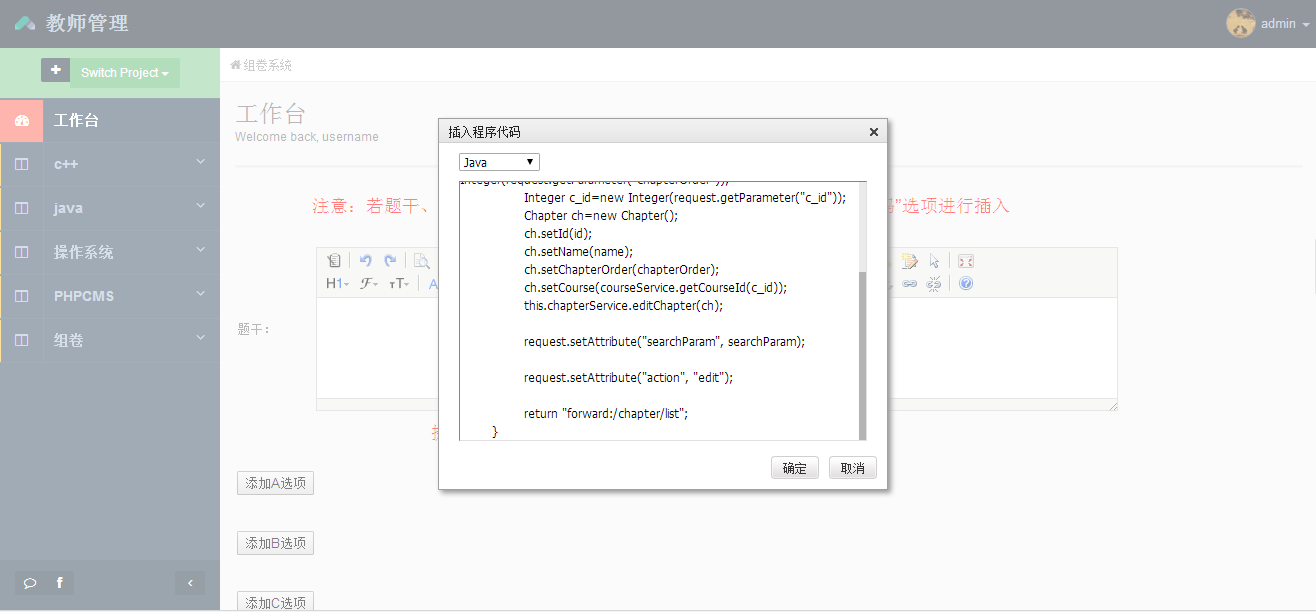 教师管理
admin
Switch Project
组卷系统
工作台
工作台
Welcome back, username
c++
java
操作系统
PHPCMS
组卷
注意：若题干、
码"选项进行插入
H1
题干：
插入程序代码
Java
Integer(request.getParameter("chapterOrder"));
Integer c_id=new Integer(request.getParameter("c_id"));
Chapter ch=new Chapter();
ch.setId(id);
ch.setName(name);
ch.setChapterOrder(chapterOrder);
ch.setCourse(courseService.getCourseId(c_id));
this.chapterService.editChapter(ch);
request.setAttribute("searchParam", searchParam);
request.setAttribute("action", "edit");
return "forward:/chapter/list";
}
确定
取消
添加A选项
添加B选项
添加C选项